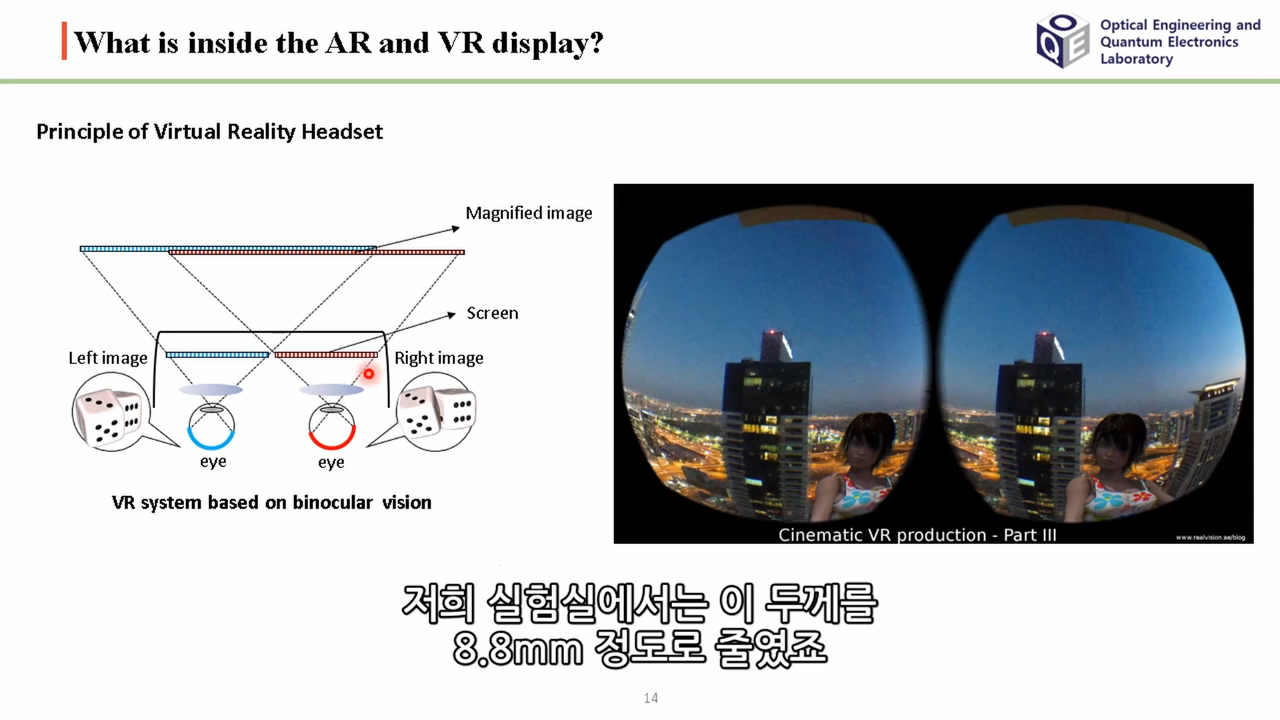 What is inside the AR and VR display?
Optical Engineering and
Quantum Electronics
Laboratory
OQE
Principle of Virtual Reality Headset
Magnified image
Screen
Left image
Right image
eye
eye
VR system based on binocular vision
Cinematic VR production - Part III
www.realvision.ae/blog
저희 실험실에서는 이 두께를
8.8mm 정도로 줄였죠
14